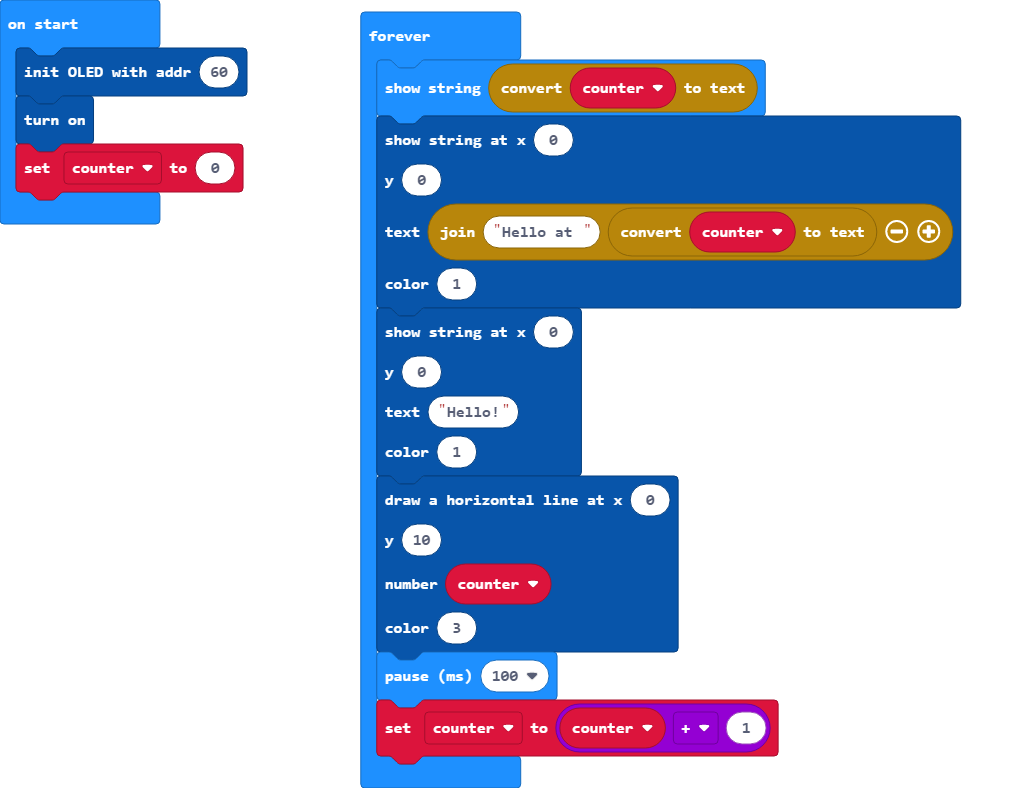 on start
init OLED with addr 60
turn on
set counter to 0
forever
show string convert counter to text
show string at x 0
y 0
text join "Hello at " convert counter to text
color 1
show string at x 0
y 0
text "Hello!"
color 1
draw a horizontal line at x 0
y 10
number counter
color 3
pause (ms) 100
set counter to counter + 1